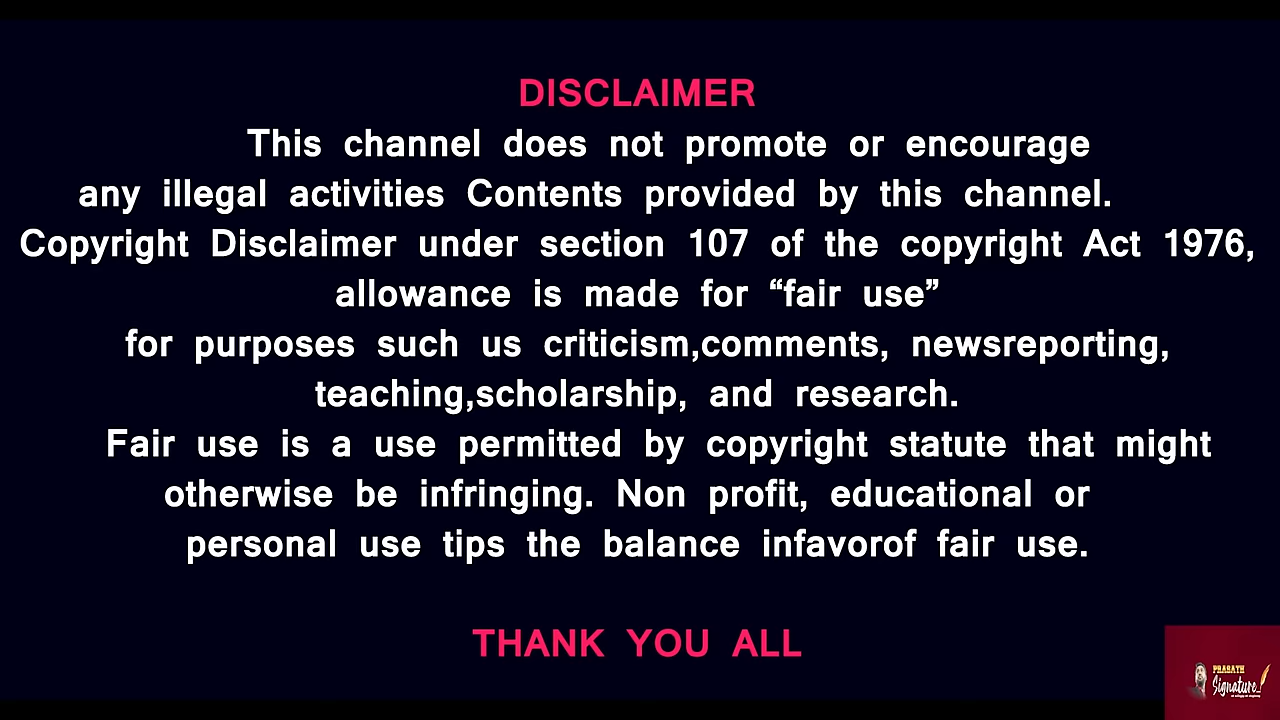 DISCLAIMER
This channel does not promote or encourage
any illegal activities Contents provided by this channel.
Copyright Disclaimer under section 107 of the copyright Act 1976,
allowance is made for “fair use”
for purposes such us criticism,comments, newsreporting,
teaching,scholarship, and research.
Fair use is a use permitted by copyright statute that might
otherwise be infringing. Non profit, educational or
personal use tips the balance infavorof fair use.
THANK YOU ALL
PRASATH
Signature